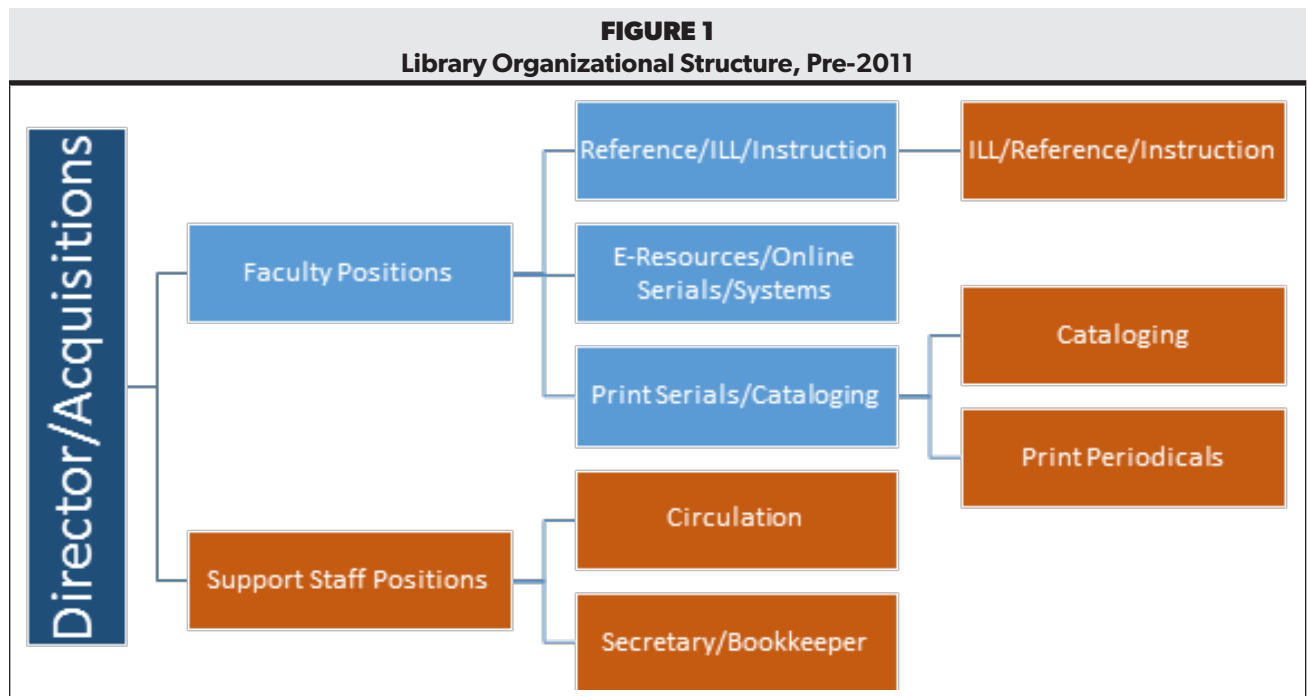 FIGURE 1
Library Organizational Structure, Pre-2011
Director/Acquisitions
Faculty Positions
Reference/ILL/Instruction
ILL/Reference/Instruction
E-Resources/Online
Serials/Systems
Print Serials/Cataloging
Cataloging
Print Periodicals
Support Staff Positions
Circulation
Secretary/Bookkeeper